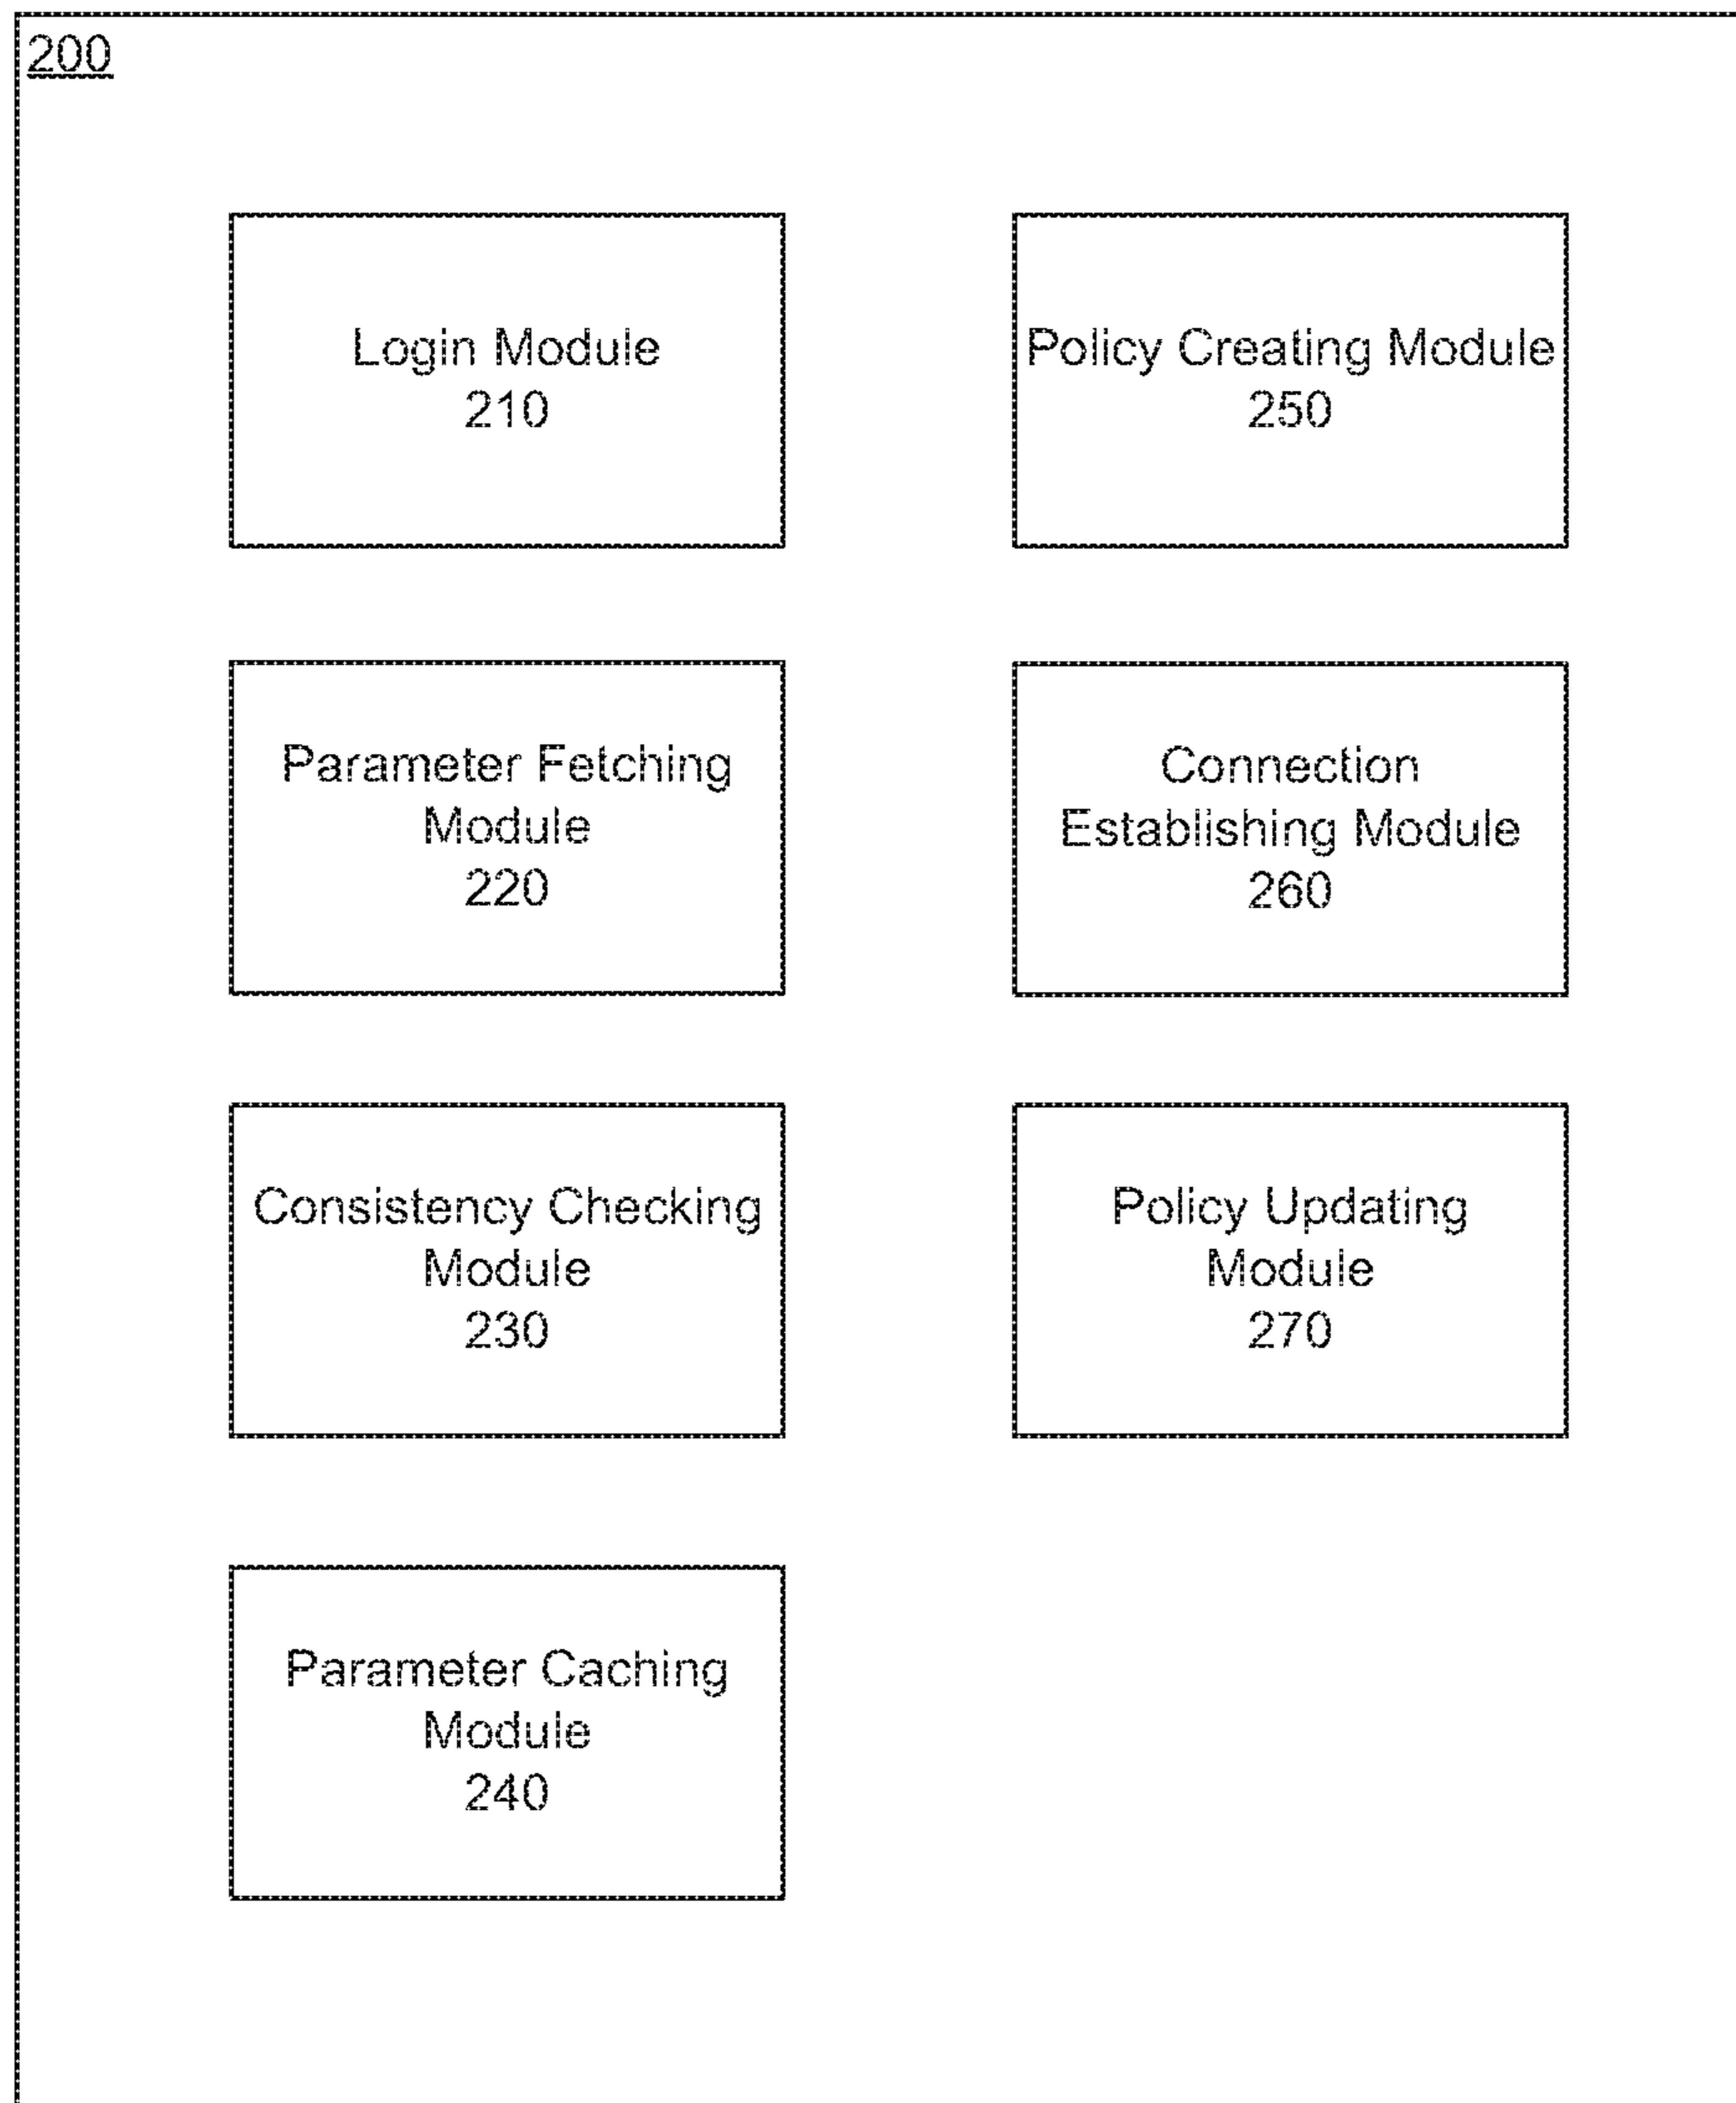 200
Login Module
210
Policy Creating Module
250
Parameter Fetching
Module
220
Connection
Establishing Module
260
Consistency Checking
Module
230
Policy Updating
Module
270
Parameter Caching
Module
240